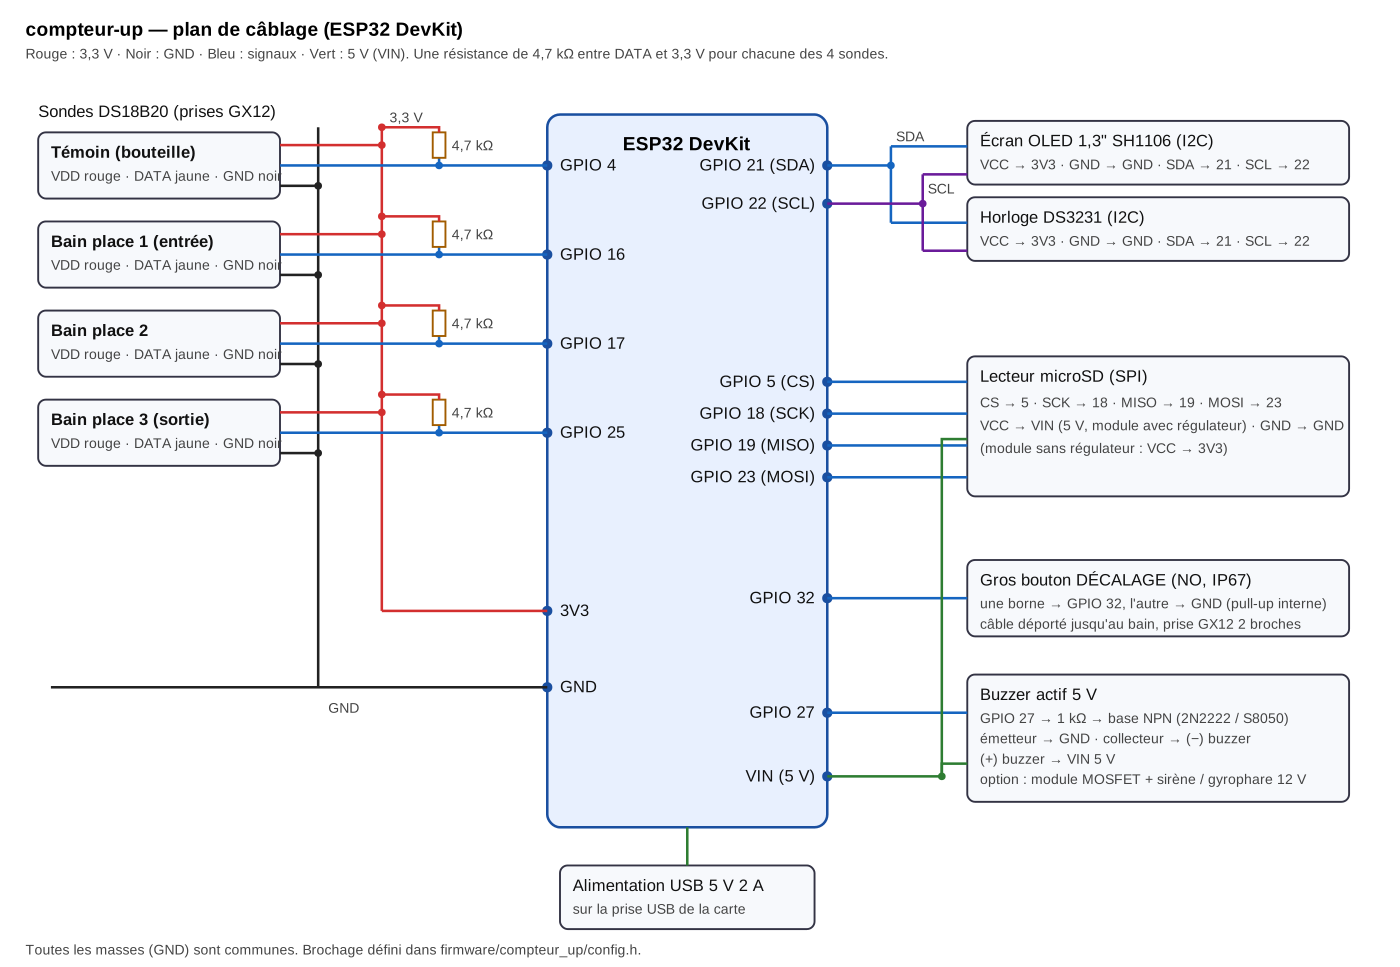 compteur-up — plan de câblage (ESP32 DevKit)
Rouge : 3,3 V · Noir : GND · Bleu : signaux · Vert : 5 V (VIN). Une résistance de 4,7 kΩ entre DATA et 3,3 V pour chacune des 4 sondes.
Sondes DS18B20 (prises GX12)
3,3 V
Témoin (bouteille)
VDD rouge · DATA jaune · GND noir
4,7 kΩ
Bain place 1 (entrée)
VDD rouge · DATA jaune · GND noir
4,7 kΩ
Bain place 2
VDD rouge · DATA jaune · GND noir
4,7 kΩ
Bain place 3 (sortie)
VDD rouge · DATA jaune · GND noir
4,7 kΩ
GND
ESP32 DevKit
GPIO 4
GPIO 16
GPIO 17
GPIO 25
3V3
GND
GPIO 21 (SDA)
GPIO 22 (SCL)
GPIO 5 (CS)
GPIO 18 (SCK)
GPIO 19 (MISO)
GPIO 23 (MOSI)
GPIO 32
GPIO 27
VIN (5 V)
SDA
SCL
Écran OLED 1,3" SH1106 (I2C)
VCC → 3V3 · GND → GND · SDA → 21 · SCL → 22
Horloge DS3231 (I2C)
VCC → 3V3 · GND → GND · SDA → 21 · SCL → 22
Lecteur microSD (SPI)
CS → 5 · SCK → 18 · MISO → 19 · MOSI → 23
VCC → VIN (5 V, module avec régulateur) · GND → GND
(module sans régulateur : VCC → 3V3)
Gros bouton DÉCALAGE (NO, IP67)
une borne → GPIO 32, l'autre → GND (pull-up interne)
câble déporté jusqu'au bain, prise GX12 2 broches
Buzzer actif 5 V
GPIO 27 → 1 kΩ → base NPN (2N2222 / S8050)
émetteur → GND · collecteur → (−) buzzer
(+) buzzer → VIN 5 V
option : module MOSFET + sirène / gyrophare 12 V
Alimentation USB 5 V 2 A
sur la prise USB de la carte
Toutes les masses (GND) sont communes. Brochage défini dans firmware/compteur_up/config.h.